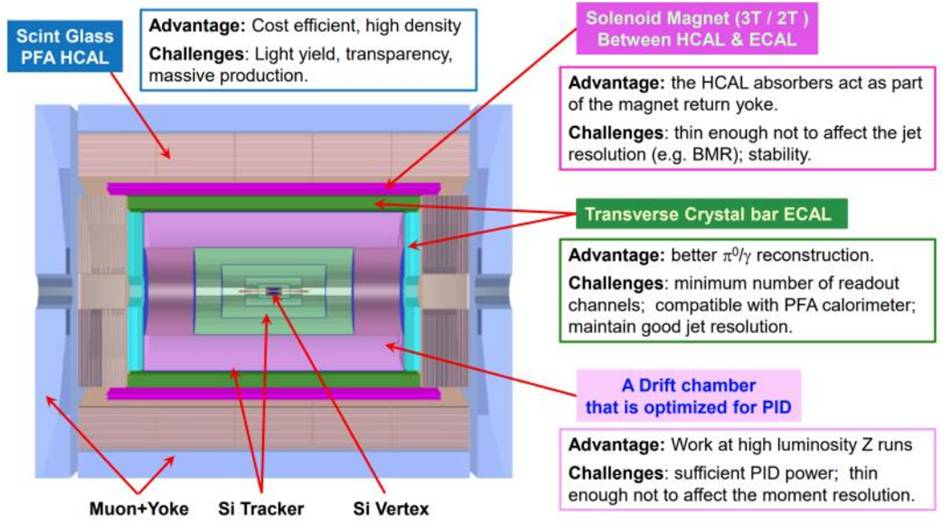 Scint Glass
PFA HCAL
Advantage: Cost efficient, high density
Challenges: Light yield, transparency,
massive production.
Solenoid Magnet (3T / 2T )
Between HCAL & ECAL
Advantage: the HCAL absorbers act as part
of the magnet return yoke.
Challenges: thin enough not to affect the jet
resolution (e.g. BMR); stability.
Transverse Crystal bar ECAL
Advantage: better π⁰/γ reconstruction.
Challenges: minimum number of readout
channels; compatible with PFA calorimeter;
maintain good jet resolution.
A Drift chamber
that is optimized for PID
Advantage: Work at high luminosity Z runs
Challenges: sufficient PID power; thin
enough not to affect the moment resolution.
Muon+Yoke
Si Tracker
Si Vertex